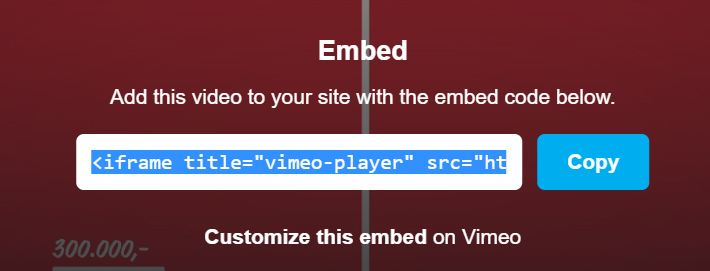 Embed
Add this video to your site with the embed code below.
<iframe title="vimeo-player" src="ht
Copy
Customize this embed on Vimeo
300.000,-